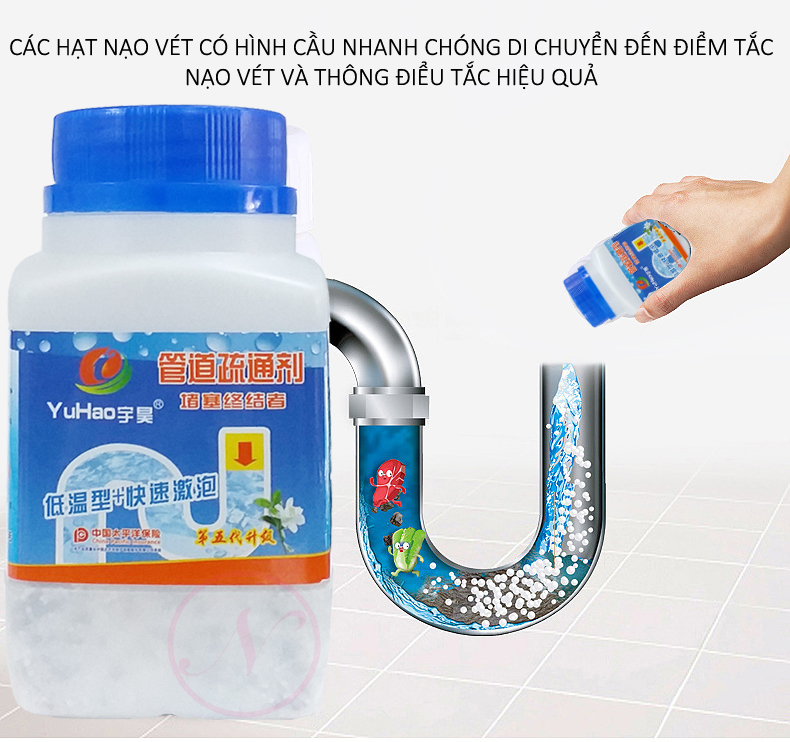 CÁC HẠT NẠO VÉT CÓ HÌNH CẦU NHANH CHÓNG DI CHUYỂN ĐẾN ĐIỂM TẮC
NẠO VÉT VÀ THÔNG ĐIỂU TẮC HIỆU QUẢ
管道疏通剂
堵塞终结者
YuHao宇昊®
低温型+快速激泡
中国太平洋保险
第五代升级
YuHao